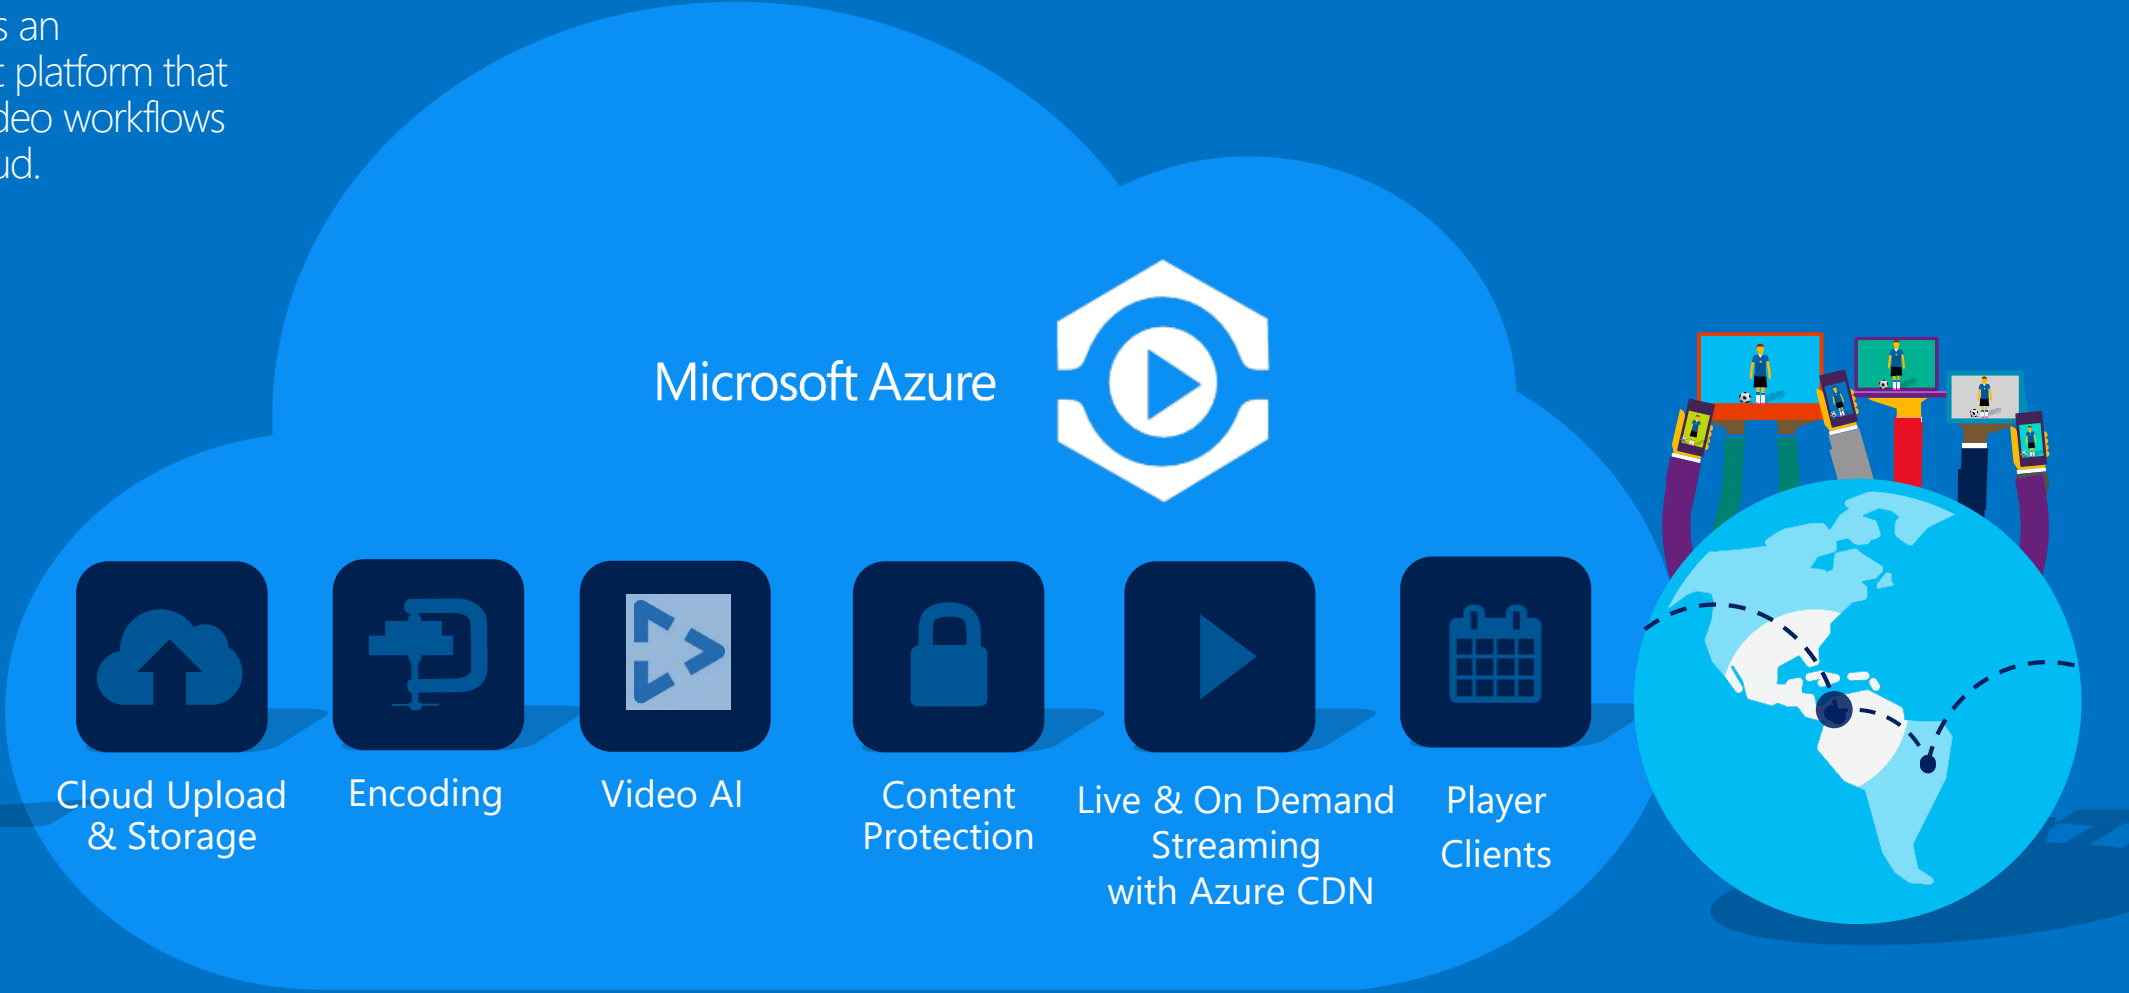 s an
t platform that
deo workflows
ud.
Microsoft Azure
Cloud Upload
& Storage
Encoding
Video AI
Content
Protection
Live & On Demand
Streaming
with Azure CDN
Player
Clients